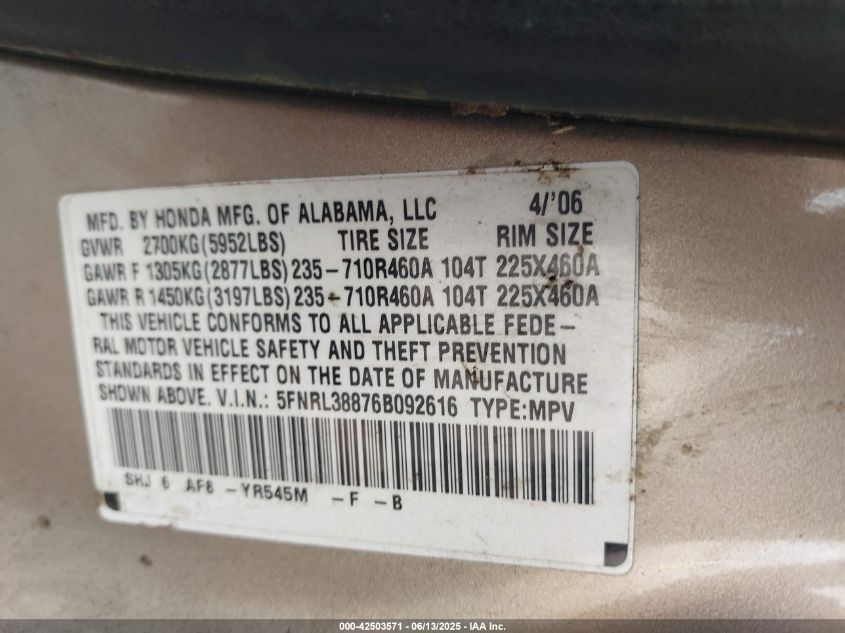 MFD. BY HONDA MFG. OF ALABAMA, LLC 4/'06
GVWR 2700KG(5952LBS) TIRE SIZE RIM SIZE
GAWR F 1305KG(2877LBS) 235-710R460A 104T 225X460A
GAWR R 1450KG(3197LBS) 235-710R460A 104T 225X460A
THIS VEHICLE CONFORMS TO ALL APPLICABLE FEDE-
RAL MOTOR VEHICLE SAFETY AND THEFT PREVENTION
STANDARDS IN EFFECT ON THE DATE OF MANUFACTURE
SHOWN ABOVE. V.I.N.: 5FNRL38876B092616 TYPE:MPV
SHJ 6 AF8 -YR545M -F -B
000-42503571 - 06/13/2025 - IAA Inc.